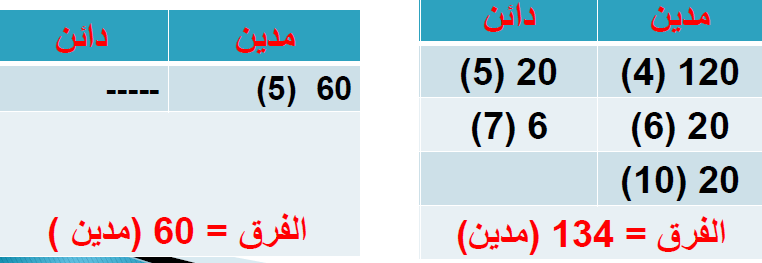 مدين دائن
120 (4) 20 (5)
20 (6) 6 (7)
20 (10)
الفرق = 134 (مدين)
مدين دائن
60 (5) -----
الفرق = 60 (مدين )